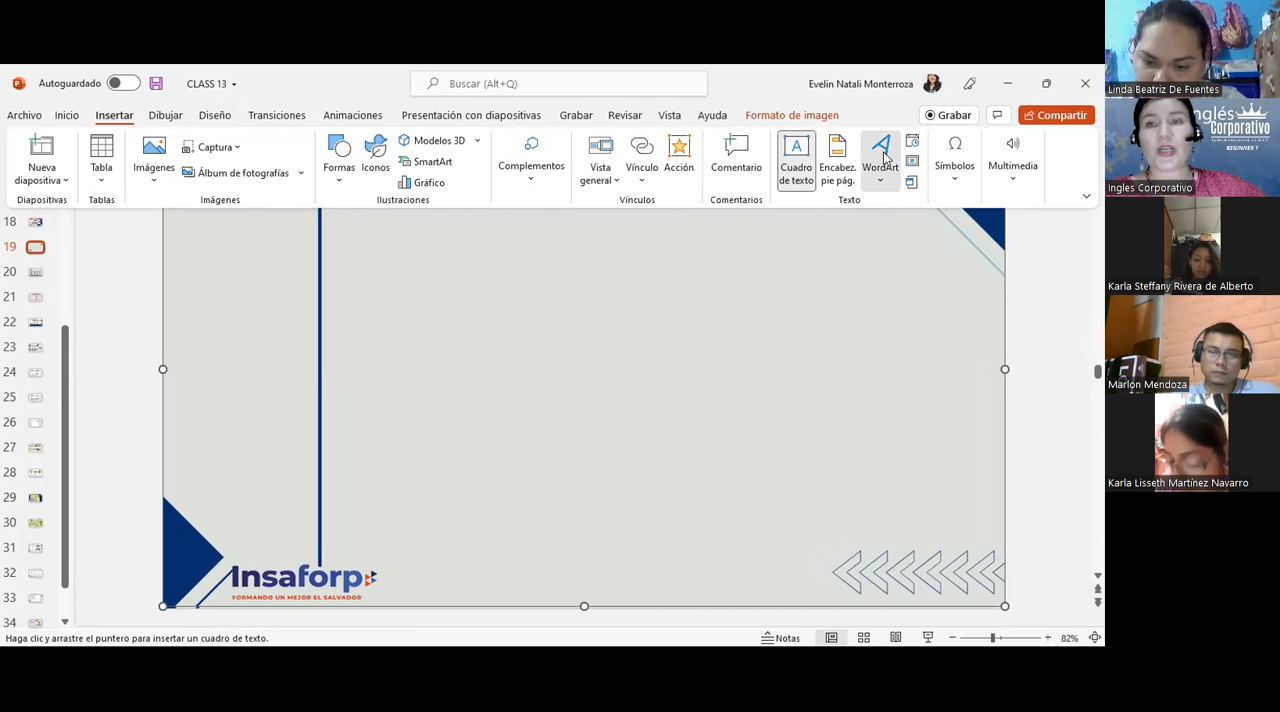 Autoguardado
CLASS 13
Buscar (Alt+Q)
Evelin Natali Monterroza
Archivo Inicio Insertar Dibujar Diseño Transiciones Animaciones Presentación con diapositivas Grabar Revisar Vista Ayuda Formato de imagen
Grabar
Compartir
Nueva diapositiva
Tabla
Imágenes
Captura
Álbum de fotografías
Formas
Iconos
Modelos 3D
SmartArt
Gráfico
Complementos
Vista general
Vínculo
Acción
Comentario
Cuadro de texto
Encabez. pie pág.
WordArt
Símbolos
Multimedia
Diapositivas Tablas Imágenes Ilustraciones Vínculos Comentarios Texto
18
19
20
21
22
23
24
25
26
27
28
29
30
31
32
33
34
Insaforp
FORMANDO UN MEJOR EL SALVADOR
Haga clic y arrastre el puntero para insertar un cuadro de texto.
Notas
82%
Linda Beatriz De Fuentes
Inglés
Corporativo
BEGINNER 1
Ingles Corporativo
Karla Steffany Rivera de Alberto
Marlon Mendoza
Karla Lisseth Martínez Navarro